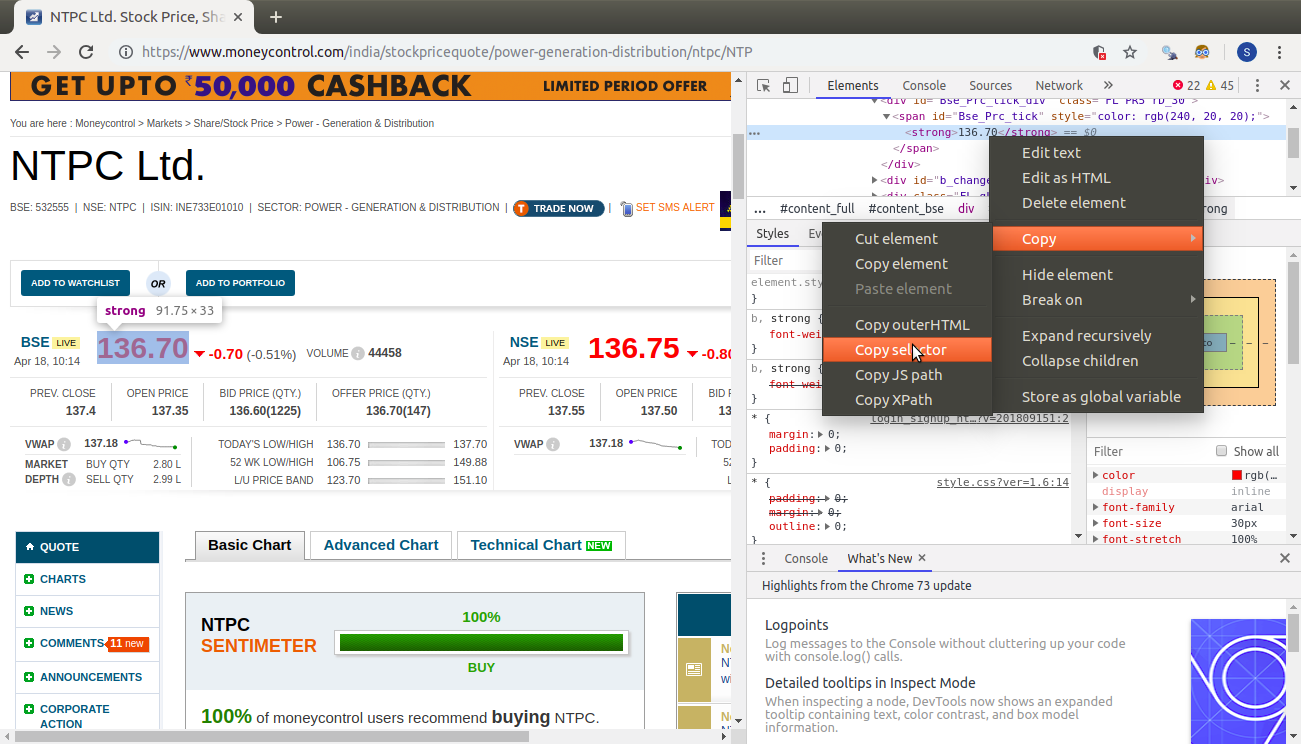 NTPC Ltd. Stock Price, Sha
https://www.moneycontrol.com/india/stockpricequote/power-generation-distribution/ntpc/NTP
S
GET UPTO ₹50,000 CASHBACK
LIMITED PERIOD OFFER
You are here : Moneycontrol > Markets > Share/Stock Price > Power - Generation & Distribution
NTPC Ltd.
BSE: 532555 | NSE: NTPC | ISIN: INE733E01010 | SECTOR: POWER - GENERATION & DISTRIBUTION | T TRADE NOW | SET SMS ALERT
ADD TO WATCHLIST OR ADD TO PORTFOLIO
strong 91.75 × 33
BSE LIVE 136.70 -0.70 (-0.51%) VOLUME i 44458
Apr 18, 10:14
NSE LIVE 136.75 -0.80
Apr 18, 10:14
PREV. CLOSE OPEN PRICE BID PRICE (QTY.) OFFER PRICE (QTY.)
137.4 137.35 136.60(1225) 136.70(147)
PREV. CLOSE OPEN PRICE BID P
137.55 137.50 136.
VWAP i 137.18
MARKET BUY QTY 2.80 L
DEPTH i SELL QTY 2.99 L
TODAY'S LOW/HIGH 136.70 137.70
52 WK LOW/HIGH 106.75 149.88
L/U PRICE BAND 123.70 151.10
VWAP i 137.18
TOD
52
L
QUOTE
CHARTS
NEWS
COMMENTS 11 new
ANNOUNCEMENTS
CORPORATE
ACTION
Basic Chart Advanced Chart Technical Chart NEW
NTPC
SENTIMETER
100%
BUY
100% of moneycontrol users recommend buying NTPC.
Ne
NT
wi
Ne
Elements Console Sources Network » 22 45
<div id="Bse_Prc_tick_div" class="FL PR5 rD_30">
<span id="Bse_Prc_tick" style="color: rgb(240, 20, 20);">
… <strong>136.70</strong> == $0
</span>
</div>
<div id="b_change iv>
… #content_full #content_bse div rong
Styles Ev
Filter
element.sty
}
b, strong {
font-wei
}
b, strong {
font-wei
}
* { login_signup_nt…?v=201809151:2
margin: 0;
padding: 0;
}
* { style.css?ver=1.6:14
padding: 0;
margin: 0;
outline: 0;
}
Edit text
Edit as HTML
Delete element
Copy
Hide element
Break on
Expand recursively
Collapse children
Store as global variable
Cut element
Copy element
Paste element
Copy outerHTML
Copy selector
Copy JS path
Copy XPath
to – –
Filter Show all
color rgb(…
display inline
font-family arial
font-size 30px
font-stretch 100%
Console What's New
Highlights from the Chrome 73 update
Logpoints
Log messages to the Console without cluttering up your code
with console.log() calls.
Detailed tooltips in Inspect Mode
When inspecting a node, DevTools now shows an expanded
tooltip containing text, color contrast, and box model
information.